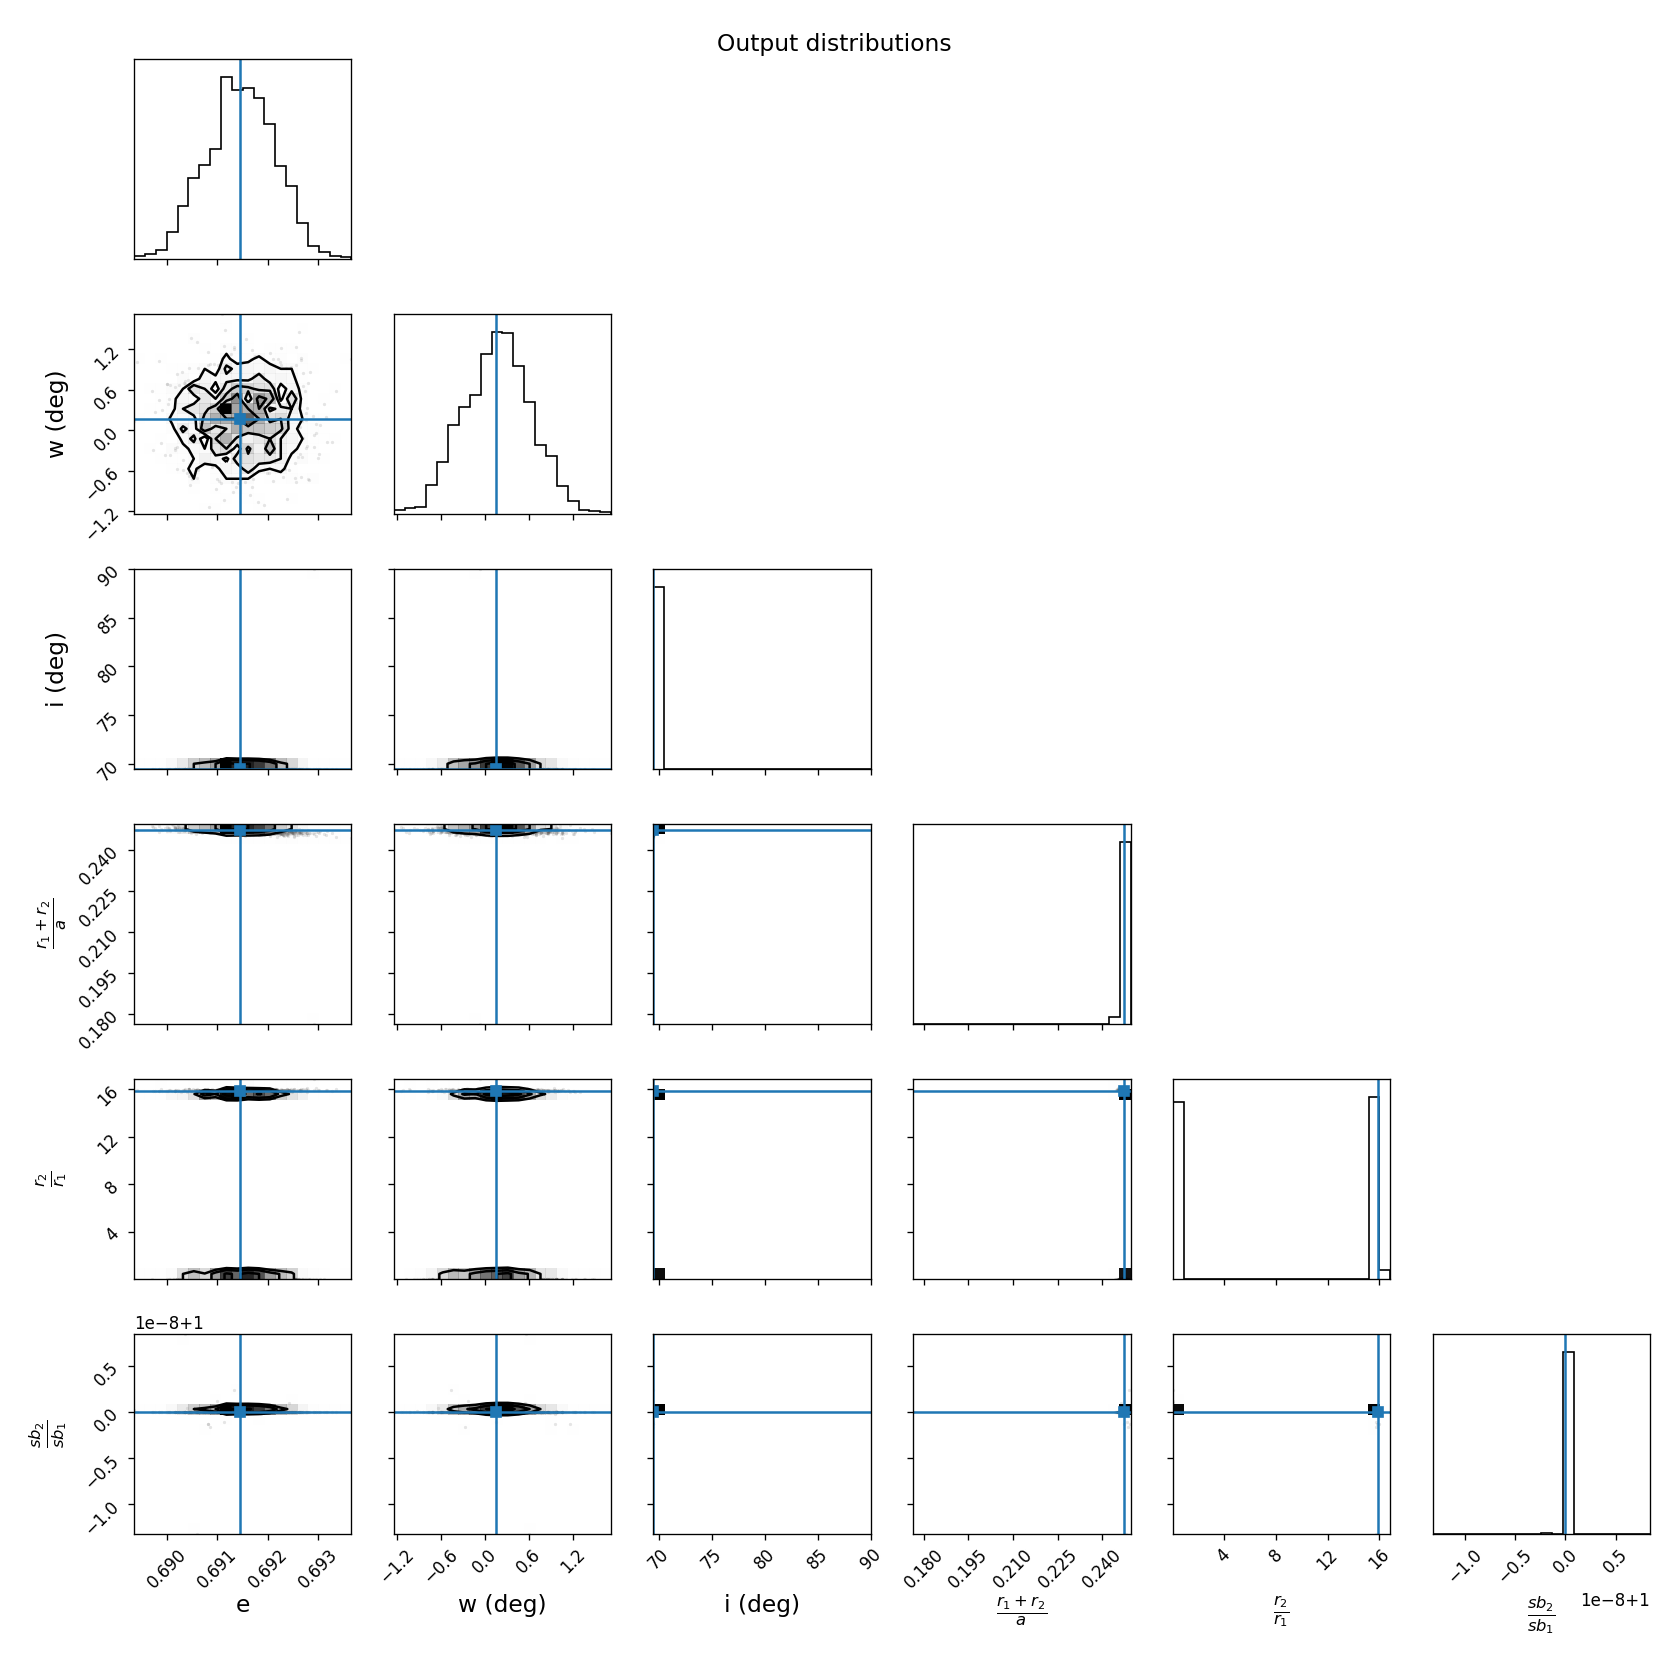 Output distributions
1.2
0.6
0.0
−0.6
−1.2
w (deg)
90
85
80
75
70
i (deg)
0.240
0.225
0.210
0.195
0.180
r₁ + r₂
a
16
12
8
4
r₂
r₁
1e−8+1
0.5
0.0
−0.5
−1.0
sb₂
sb₁
0.690 0.691 0.692 0.693
e
−1.2 −0.6 0.0 0.6 1.2
w (deg)
70 75 80 85 90
i (deg)
0.180 0.195 0.210 0.225 0.240
r₁ + r₂
a
4 8 12 16
r₂
r₁
−1.0 −0.5 0.0 0.5
1e−8+1
sb₂
sb₁